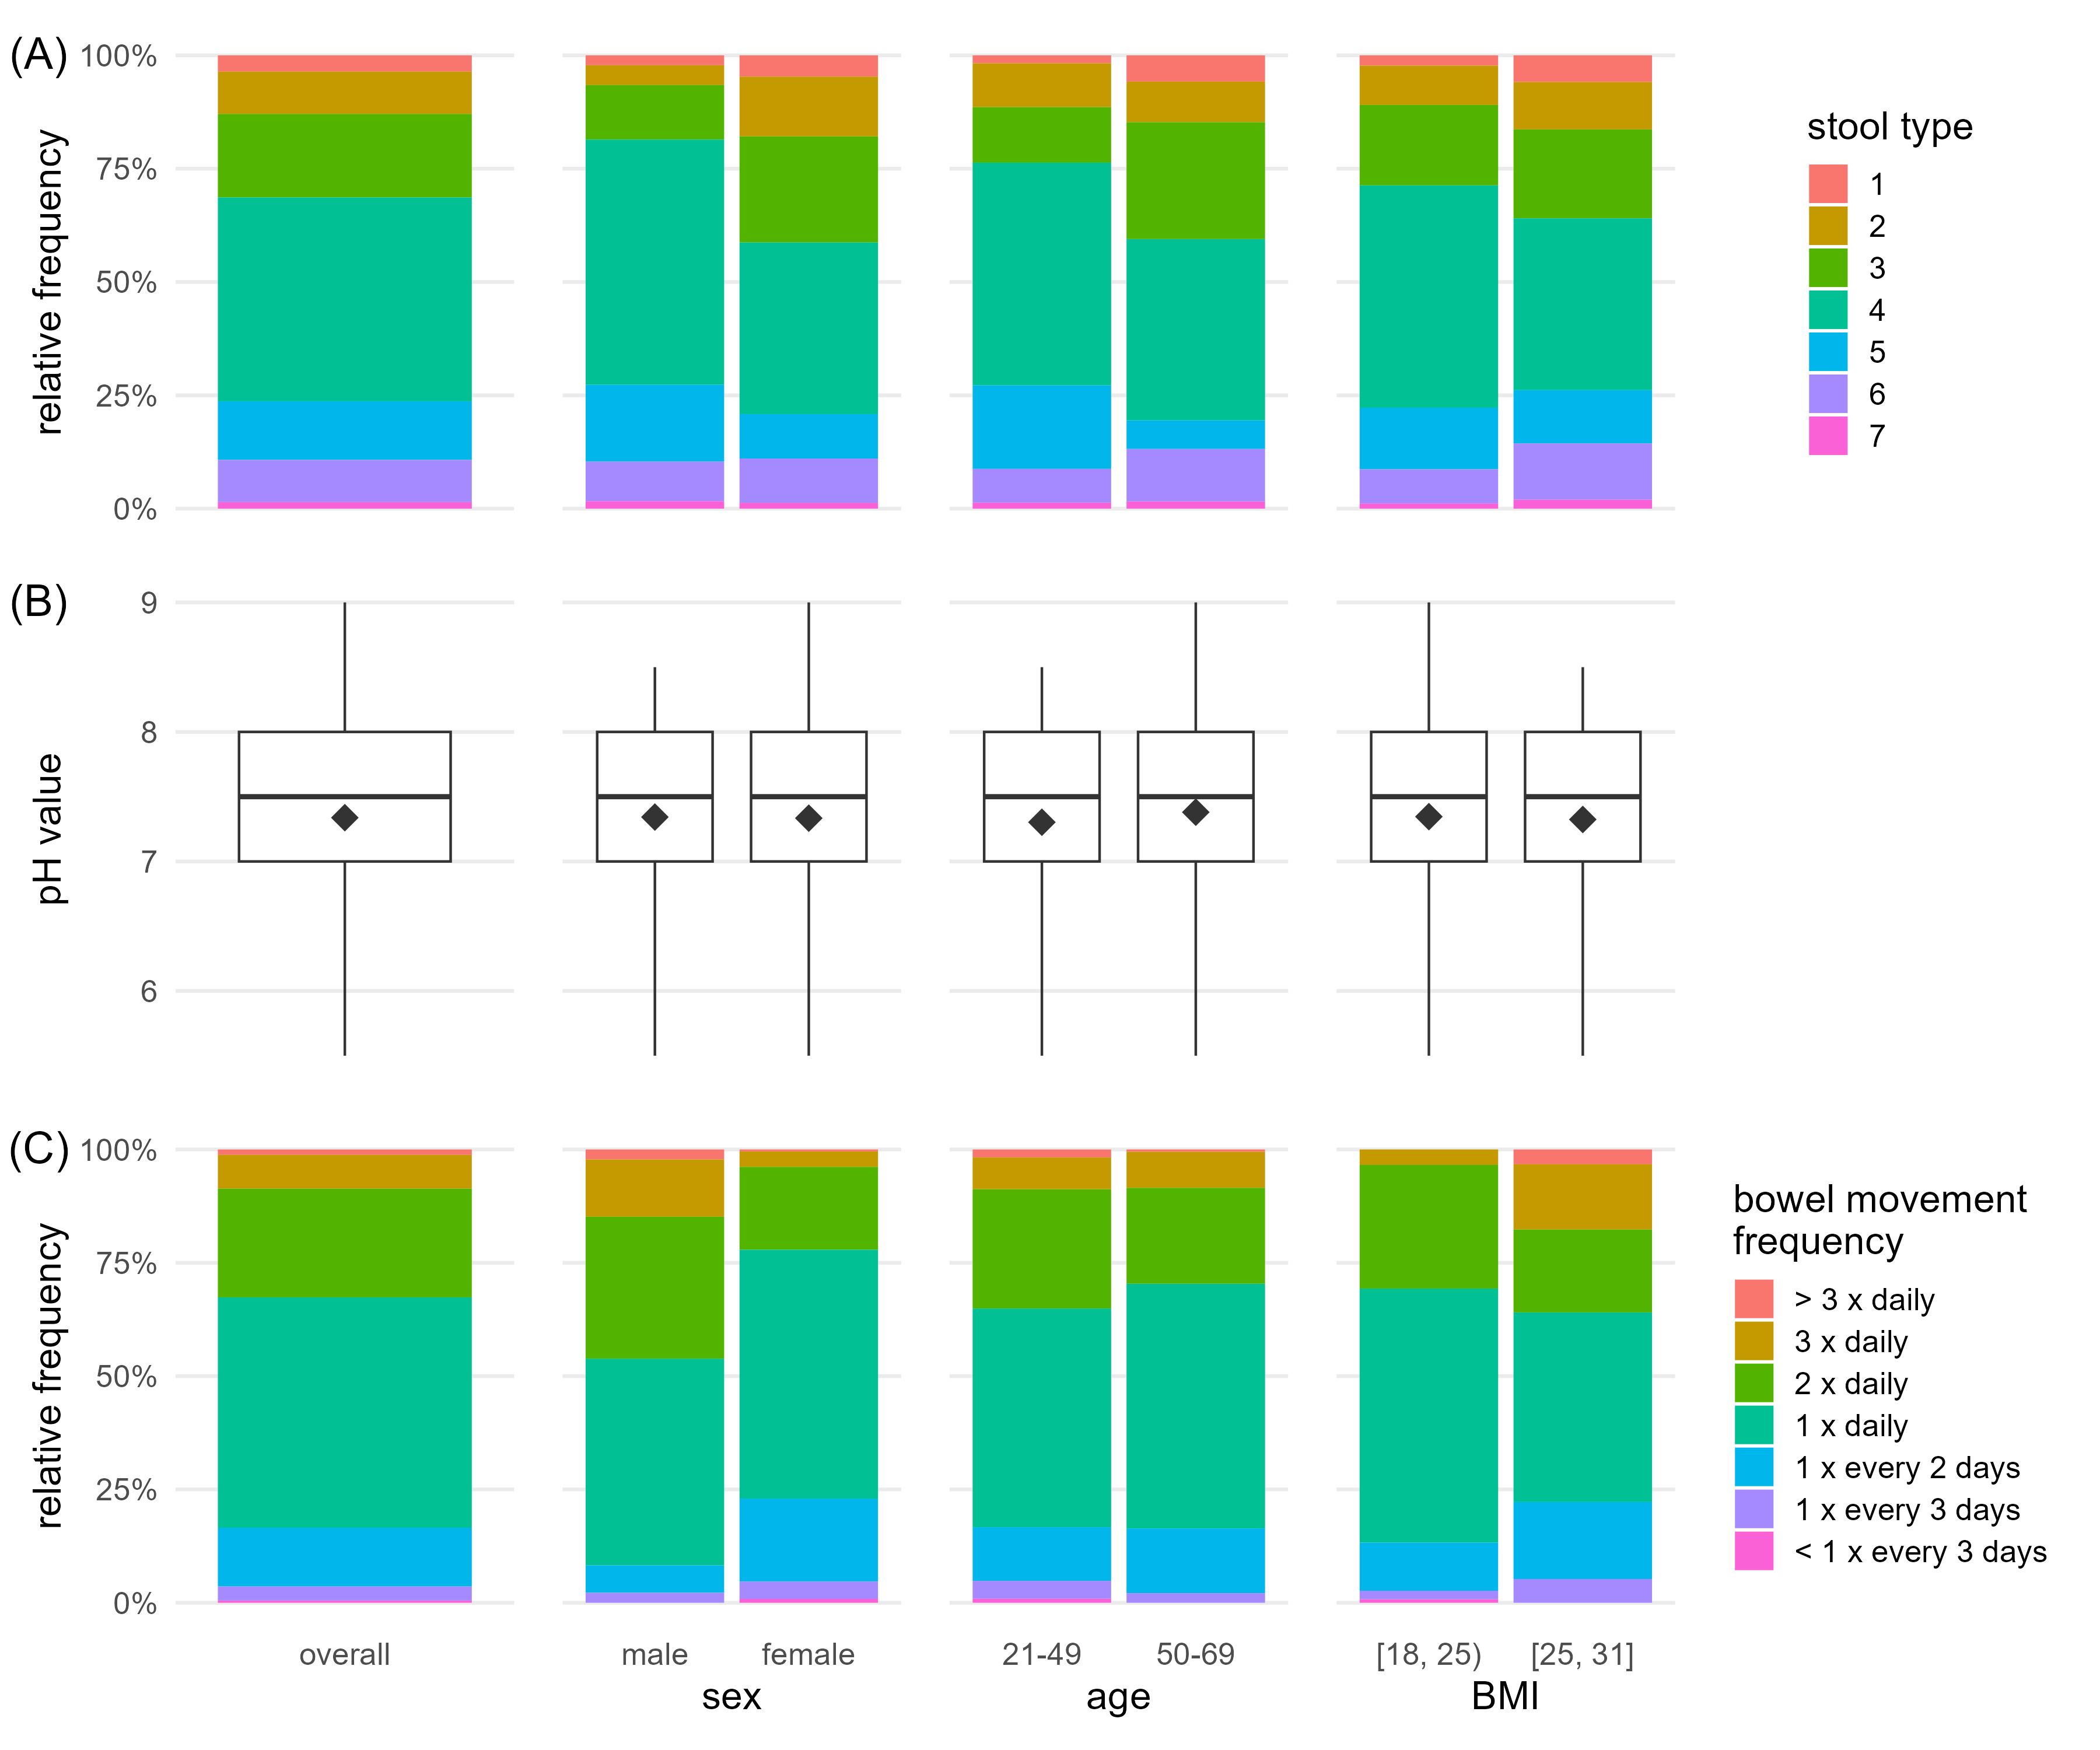 (A)
100%
75%
50%
25%
0%
relative frequency
stool type
1
2
3
4
5
6
7
(B)
9
8
7
6
pH value
(C)
100%
75%
50%
25%
0%
relative frequency
bowel movement
frequency
> 3 x daily
3 x daily
2 x daily
1 x daily
1 x every 2 days
1 x every 3 days
< 1 x every 3 days
overall male female 21-49 50-69 [18, 25) [25, 31]
sex age BMI